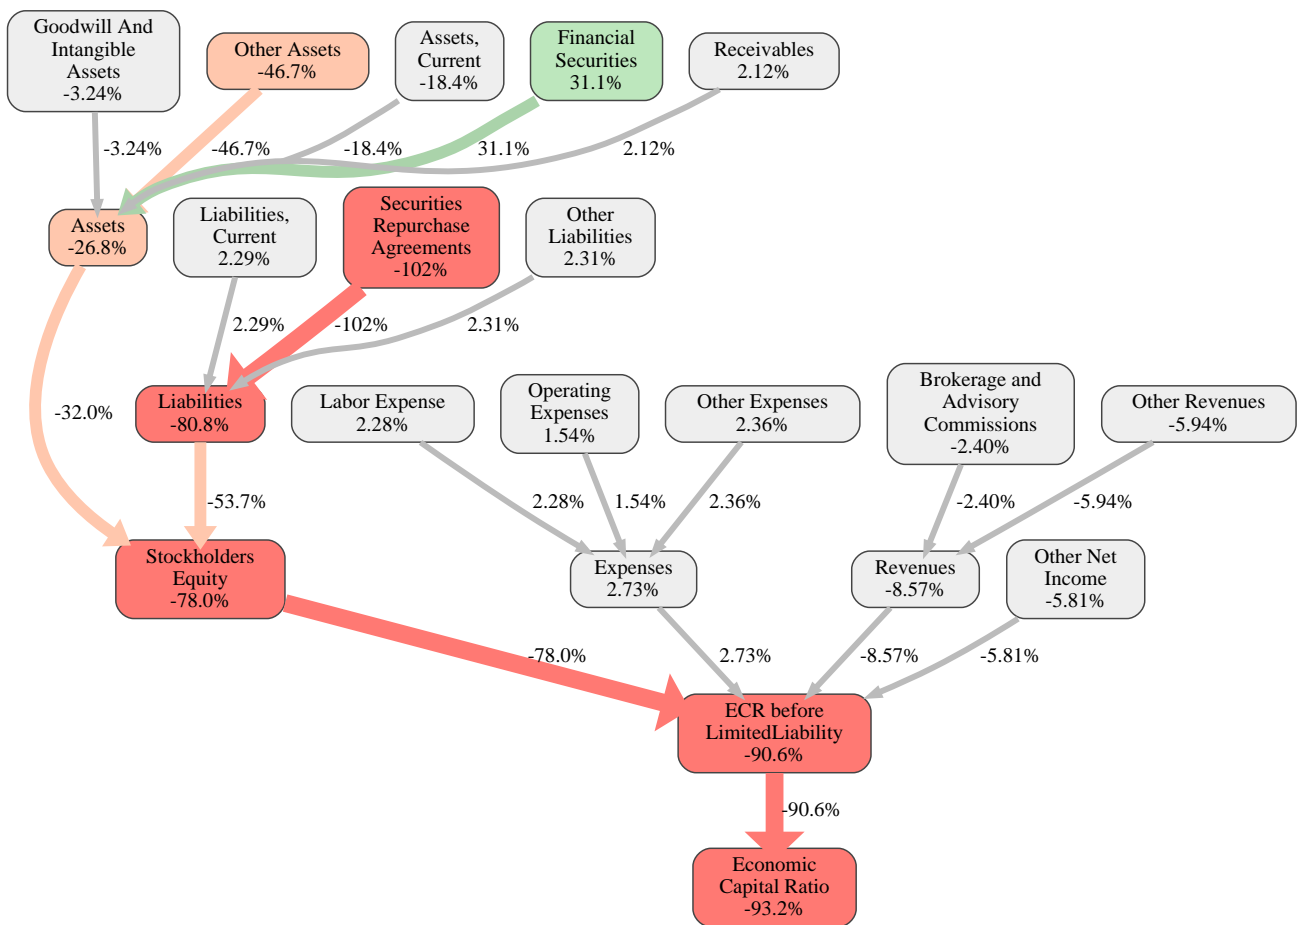 Goodwill And
Intangible
Assets
-3.24%
Other Assets
-46.7%
Assets,
Current
-18.4%
Financial
Securities
31.1%
Receivables
2.12%
-3.24%
-46.7%
-18.4%
31.1%
2.12%
Assets
-26.8%
Liabilities,
Current
2.29%
Securities
Repurchase
Agreements
-102%
Other
Liabilities
2.31%
2.29%
-102%
2.31%
-32.0%
Liabilities
-80.8%
Labor Expense
2.28%
Operating
Expenses
1.54%
Other Expenses
2.36%
Brokerage and
Advisory
Commissions
-2.40%
Other Revenues
-5.94%
-53.7%
2.28%
1.54%
2.36%
-2.40%
-5.94%
Stockholders
Equity
-78.0%
Expenses
2.73%
Revenues
-8.57%
Other Net
Income
-5.81%
-78.0%
2.73%
-8.57%
-5.81%
ECR before
LimitedLiability
-90.6%
-90.6%
Economic
Capital Ratio
-93.2%